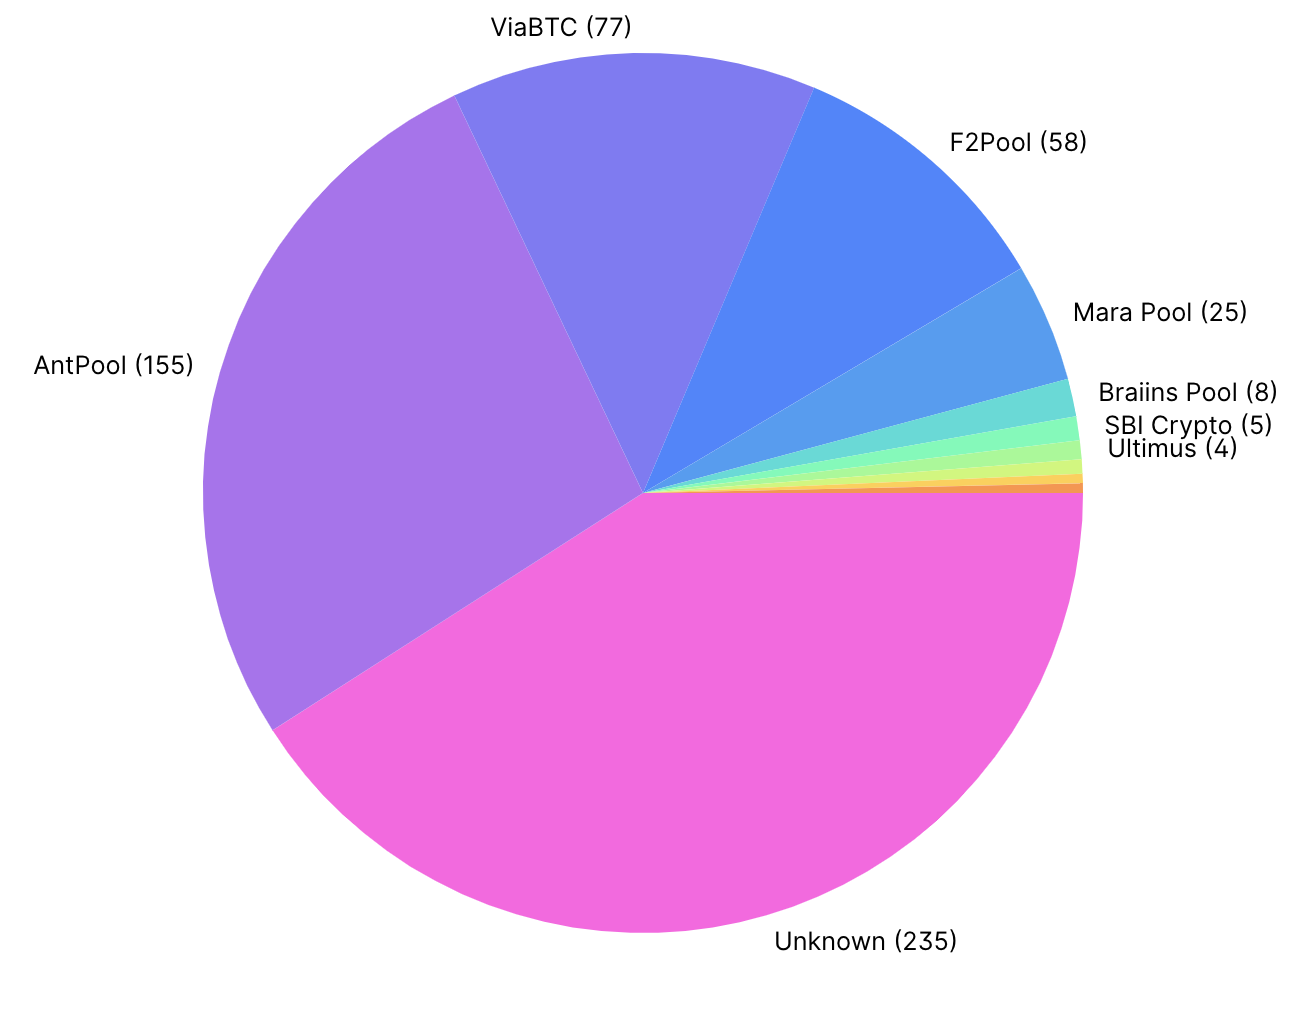 ViaBTC (77)
F2Pool (58)
Mara Pool (25)
AntPool (155)
Braiins Pool (8)
SBI Crypto (5)
Ultimus (4)
Unknown (235)